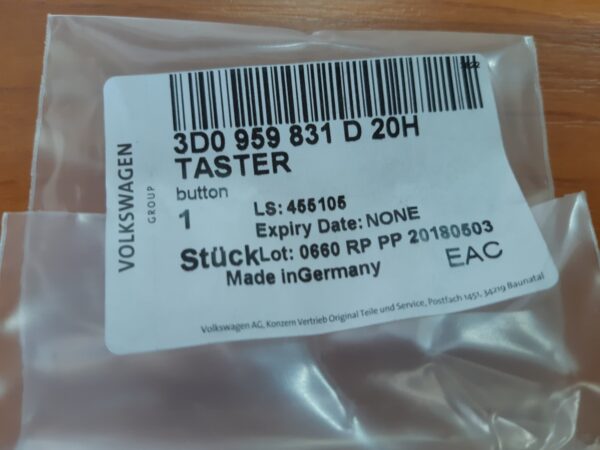 3D0 959 831 D 20H
TASTER
button
1
LS: 455105
Expiry Date: NONE
Stück Lot: 0660 RP PP 20180503
Made inGermany
EAC
VOLKSWAGEN
GROUP
Volkswagen AG, Konzern Vertrieb Original Teile und Service, Postfach 1451, 34219 Baunatal